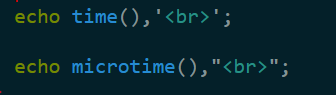 echo time(),'<br>';
echo microtime(),"<br>";